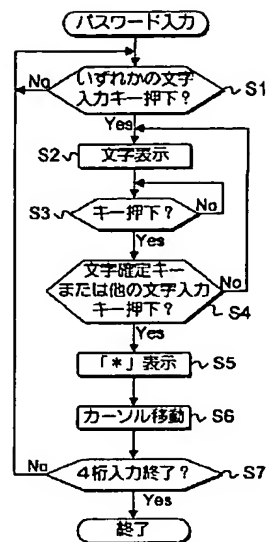 パスワード入力
No
いずれかの文字
入力キー押下?
S1
Yes
S2
文字表示
S3
キー押下?
No
Yes
文字確定キー
または他の文字入力
キー押下?
No
S4
Yes
「*」表示
S5
カーソル移動
S6
No
4桁入力終了?
S7
Yes
終了